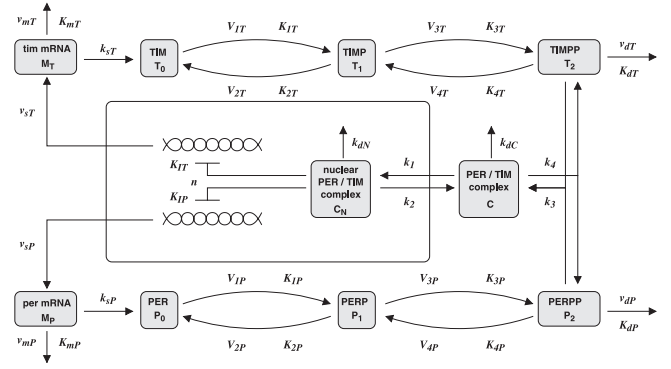 v_mT K_mT
tim mRNA
M_T
k_sT
TIM
T_0
V_1T K_1T
V_2T K_2T
TIMP
T_1
V_3T K_3T
V_4T K_4T
TIMPP
T_2
v_dT
K_dT
v_sT
K_IT
n
K_IP
k_dN
nuclear
PER / TIM
complex
C_N
k_1
k_2
k_dC
PER / TIM
complex
C
k_4
k_3
v_sP
per mRNA
M_P
v_mP K_mP
k_sP
PER
P_0
V_1P K_1P
V_2P K_2P
PERP
P_1
V_3P K_3P
V_4P K_4P
PERPP
P_2
v_dP
K_dP